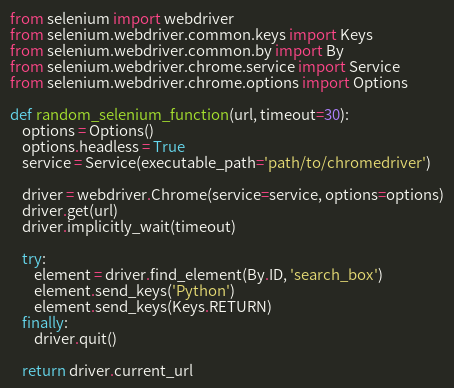 from selenium import webdriver
from selenium.webdriver.common.keys import Keys
from selenium.webdriver.common.by import By
from selenium.webdriver.chrome.service import Service
from selenium.webdriver.chrome.options import Options

def random_selenium_function(url, timeout=30):
    options = Options()
    options.headless = True
    service = Service(executable_path='path/to/chromedriver')

    driver = webdriver.Chrome(service=service, options=options)
    driver.get(url)
    driver.implicitly_wait(timeout)

    try:
        element = driver.find_element(By.ID, 'search_box')
        element.send_keys('Python')
        element.send_keys(Keys.RETURN)
    finally:
        driver.quit()

    return driver.current_url